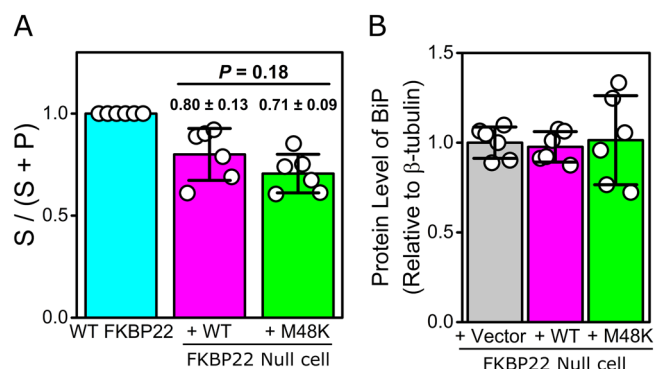 A
S / (S + P)
1.0
0.5
0.0
P = 0.18
0.80 ± 0.13 0.71 ± 0.09
WT FKBP22 + WT + M48K
FKBP22 Null cell
B
Protein Level of BiP
(Relative to β-tubulin)
1.5
1.0
0.5
0.0
+ Vector + WT + M48K
FKBP22 Null cell